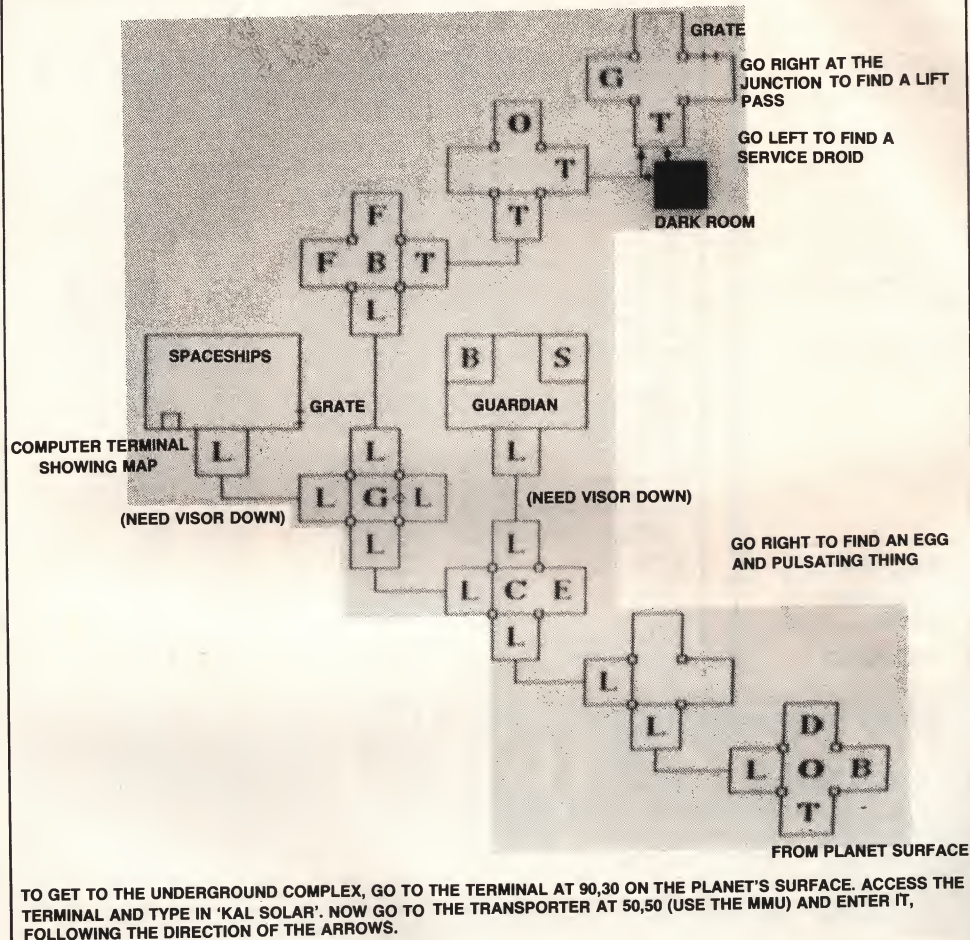 GRATE
G
GO RIGHT AT THE
JUNCTION TO FIND A LIFT
PASS
O
T
GO LEFT TO FIND A
SERVICE DROID
T
T
DARK ROOM
F
F B T
L
SPACESHIPS
B S
GUARDIAN
GRATE
COMPUTER TERMINAL
SHOWING MAP
L
L
L
(NEED VISOR DOWN)
L G L
(NEED VISOR DOWN)
L
L
GO RIGHT TO FIND AN EGG
AND PULSATING THING
L C E
L
L
L
D
L O B
T
FROM PLANET SURFACE
TO GET TO THE UNDERGROUND COMPLEX, GO TO THE TERMINAL AT 90,30 ON THE PLANET'S SURFACE. ACCESS THE
TERMINAL AND TYPE IN 'KAL SOLAR'. NOW GO TO THE TRANSPORTER AT 50,50 (USE THE MMU) AND ENTER IT,
FOLLOWING THE DIRECTION OF THE ARROWS.